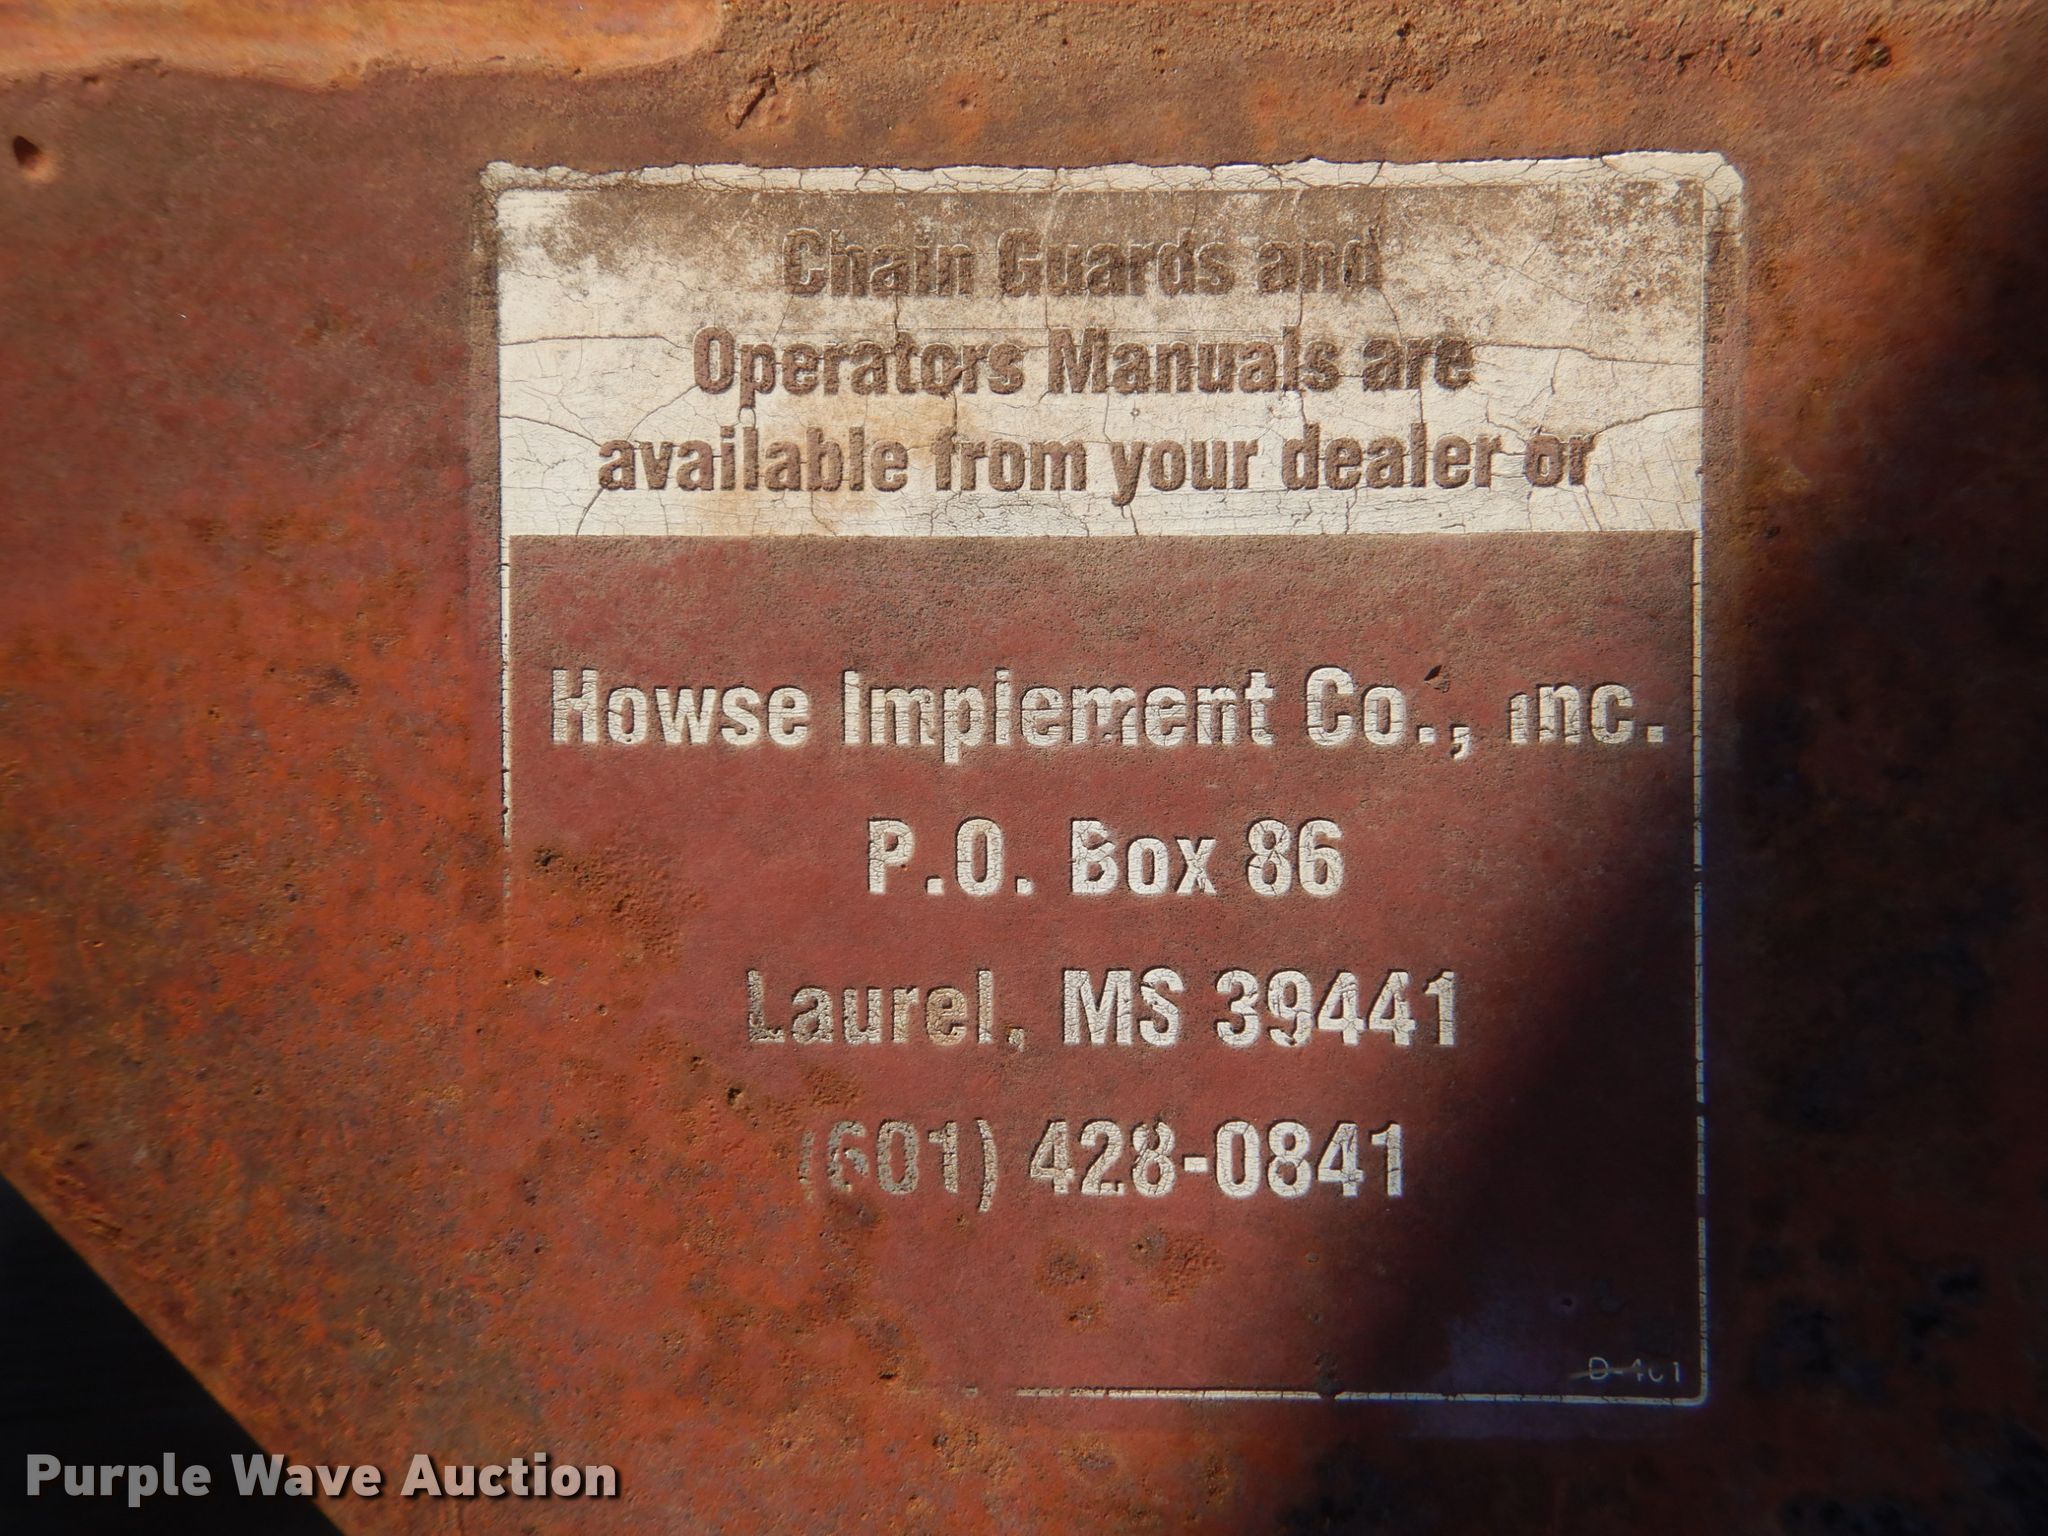 Chain Guards and
Operators Manuals are
available from your dealer or
Howse Implement Co., Inc.
P.O. Box 86
Laurel, MS 39441
(601) 428-0841
D-401
Purple Wave Auction